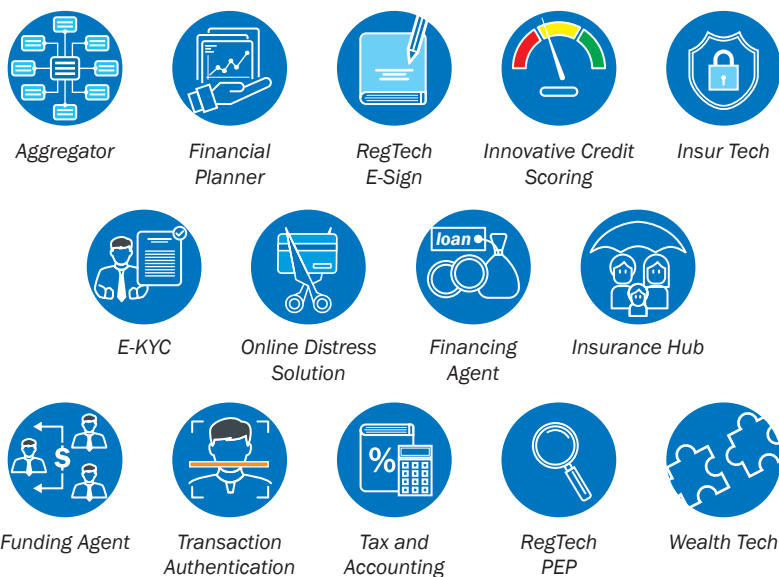 Aggregator
Financial
Planner
RegTech
E-Sign
Innovative Credit
Scoring
Insur Tech
loan
E-KYC
Online Distress
Solution
Financing
Agent
Insurance Hub
$
%
Funding Agent
Transaction
Authentication
Tax and
Accounting
RegTech
PEP
Wealth Tech